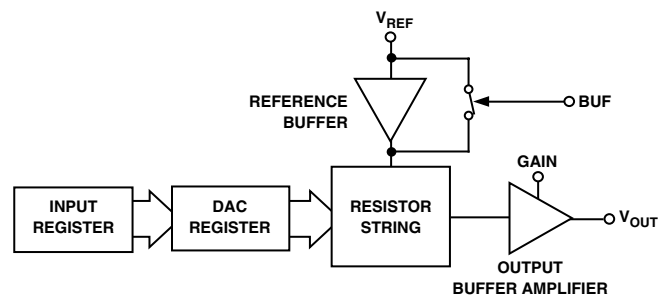 VREF
REFERENCE
BUFFER
BUF
GAIN
INPUT
REGISTER
DAC
REGISTER
RESISTOR
STRING
VOUT
OUTPUT
BUFFER AMPLIFIER